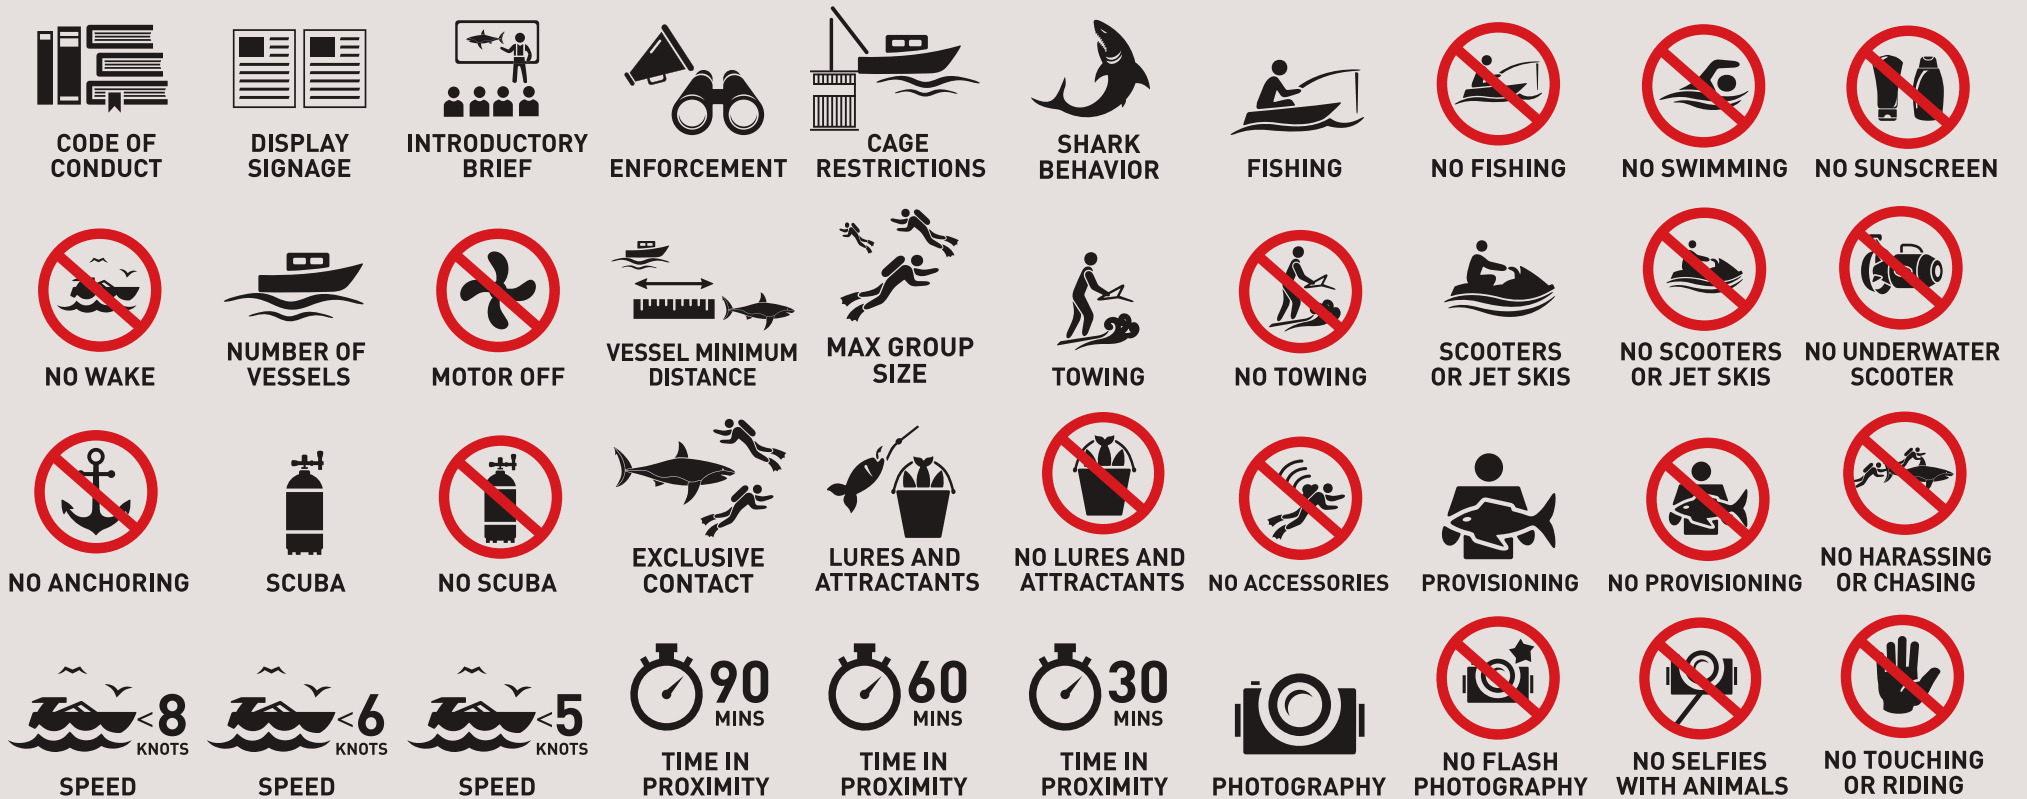 CODE OF
CONDUCT
DISPLAY
SIGNAGE
INTRODUCTORY
BRIEF
ENFORCEMENT
CAGE
RESTRICTIONS
SHARK
BEHAVIOR
FISHING
NO FISHING
NO SWIMMING
NO SUNSCREEN
NO WAKE
NUMBER OF
VESSELS
MOTOR OFF
VESSEL MINIMUM
DISTANCE
MAX GROUP
SIZE
TOWING
NO TOWING
SCOOTERS
OR JET SKIS
NO SCOOTERS
OR JET SKIS
NO UNDERWATER
SCOOTER
NO ANCHORING
SCUBA
NO SCUBA
EXCLUSIVE
CONTACT
LURES AND
ATTRACTANTS
NO LURES AND
ATTRACTANTS
NO ACCESSORIES
PROVISIONING
NO PROVISIONING
NO HARASSING
OR CHASING
<8
KNOTS
SPEED
<6
KNOTS
SPEED
<5
KNOTS
SPEED
90
MINS
TIME IN
PROXIMITY
60
MINS
TIME IN
PROXIMITY
30
MINS
TIME IN
PROXIMITY
PHOTOGRAPHY
NO FLASH
PHOTOGRAPHY
NO SELFIES
WITH ANIMALS
NO TOUCHING
OR RIDING